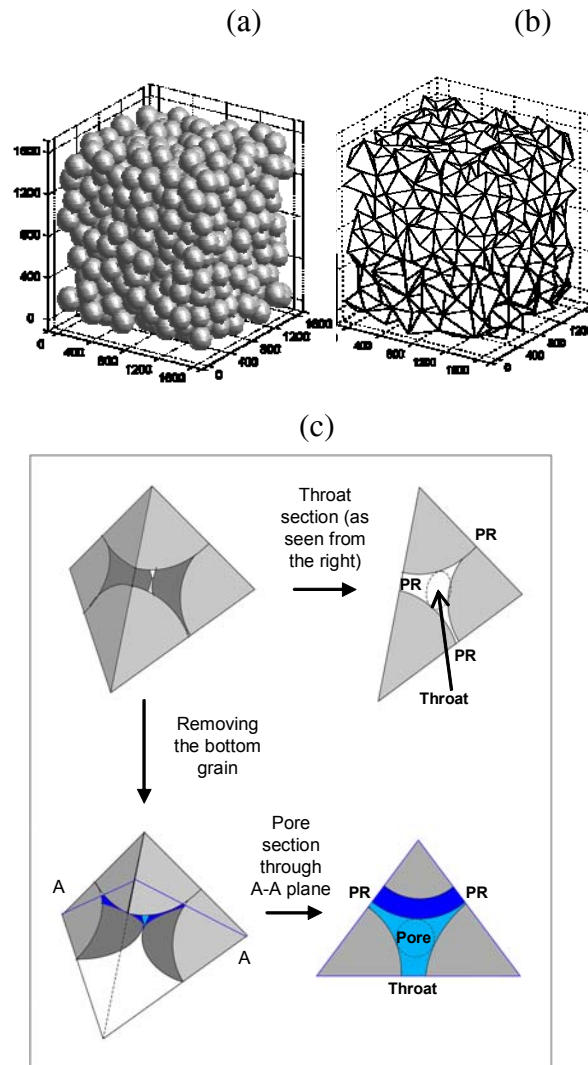 (a)
(b)
1600
1200
800
400
0
0
400
800
1200
1600
0
400
800
1200
1600
400
800
1200
1600
0
400
800
1200
(c)
Throat
section (as
seen from
the right)
PR
PR
PR
Throat
Removing
the bottom
grain
Pore
section
through
A-A plane
A
A
PR
PR
Pore
Throat